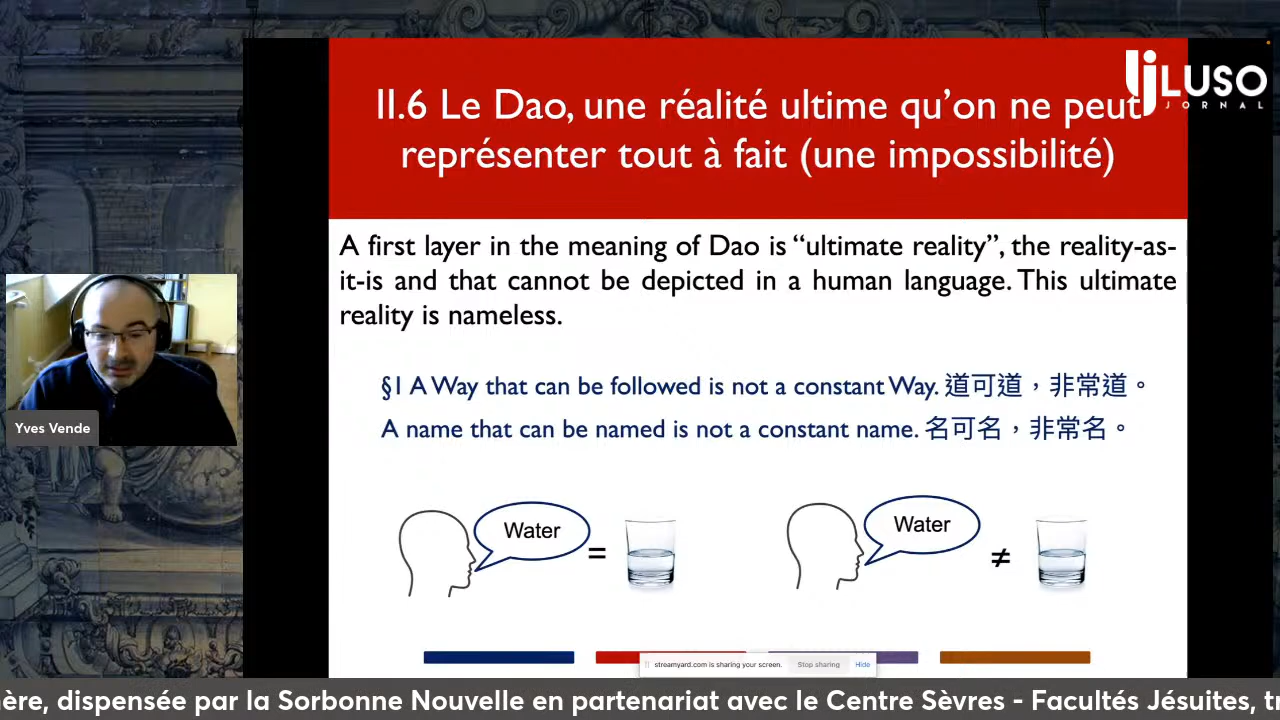 II.6 Le Dao, une réalité ultime qu'on ne peut
représenter tout à fait (une impossibilité)
LUSO
JORNAL
A first layer in the meaning of Dao is “ultimate reality”, the reality-as-
it-is and that cannot be depicted in a human language. This ultimate
reality is nameless.
§1 A Way that can be followed is not a constant Way. 道可道，非常道。
A name that can be named is not a constant name. 名可名，非常名。
Yves Vende
Water
=
Water
≠
streamyard.com is sharing your screen. Stop sharing Hide
ère, dispensée par la Sorbonne Nouvelle en partenariat avec le Centre Sèvres - Facultés Jésuites, t